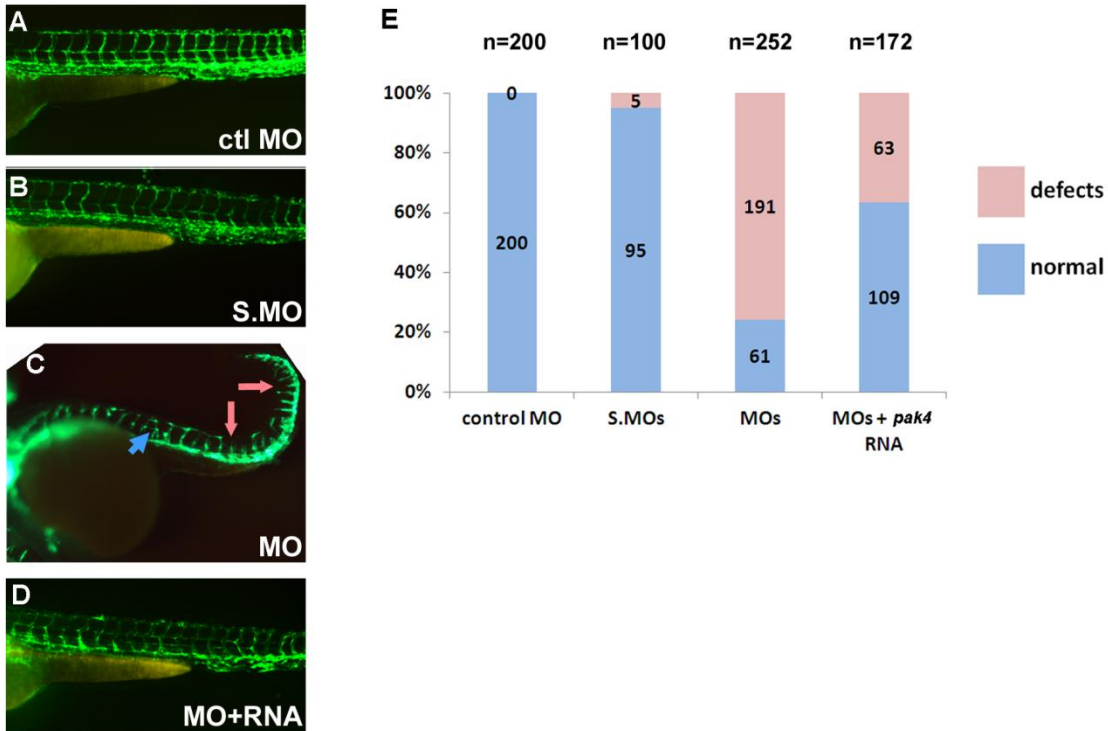 A
ctl MO
B
S.MO
C
MO
D
MO+RNA
E
n=200 n=100 n=252 n=172
100%
80%
60%
40%
20%
0%
0
200
5
95
191
61
63
109
control MO S.MOs MOs MOs + pak4
RNA
defects
normal